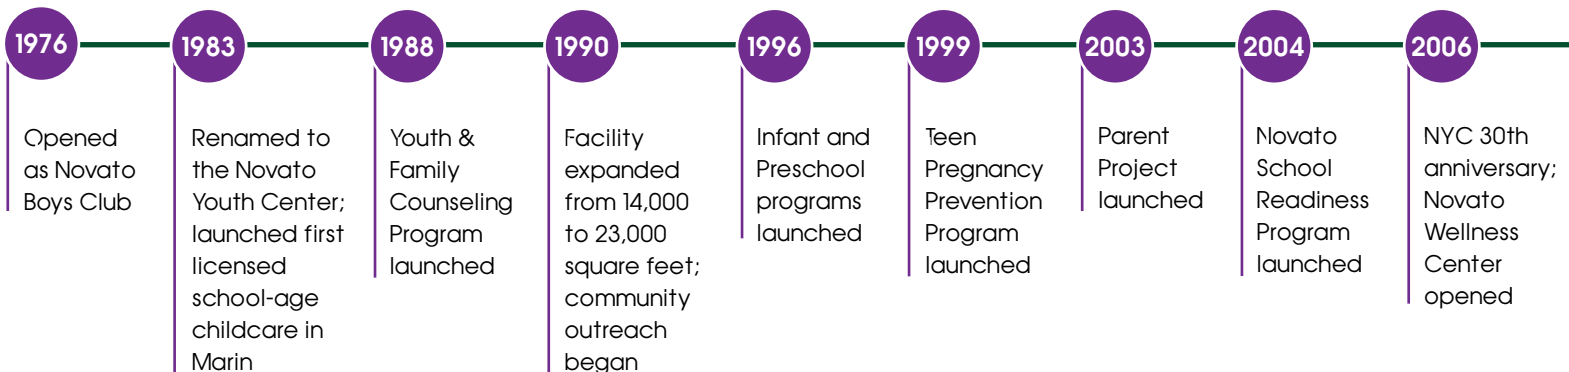 1976
Opened
as Novato
Boys Club
1983
Renamed to
the Novato
Youth Center;
launched first
licensed
school-age
childcare in
Marin
1988
Youth &
Family
Counseling
Program
launched
1990
Facility
expanded
from 14,000
to 23,000
square feet;
community
outreach
began
1996
Infant and
Preschool
programs
launched
1999
Teen
Pregnancy
Prevention
Program
launched
2003
Parent
Project
launched
2004
Novato
School
Readiness
Program
launched
2006
NYC 30th
anniversary;
Novato
Wellness
Center
opened